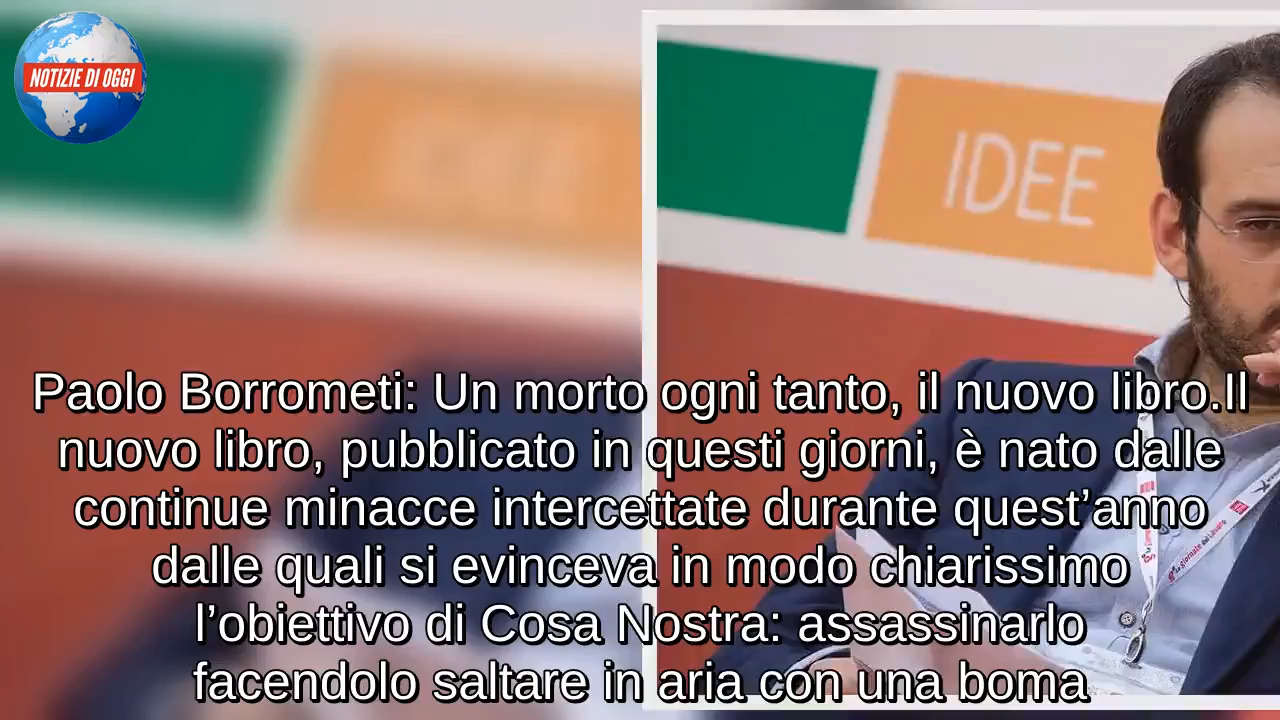 NOTIZIE DI OGGI
IDEE
Paolo Borrometi: Un morto ogni tanto, il nuovo libro.Il
nuovo libro, pubblicato in questi giorni, è nato dalle
continue minacce intercettate durante quest’anno
dalle quali si evinceva in modo chiarissimo
l’obiettivo di Cosa Nostra: assassinarlo
facendolo saltare in aria con una boma